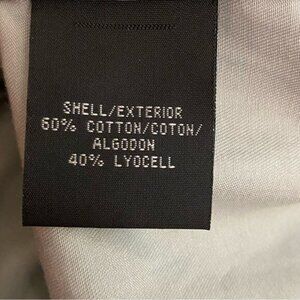 SHELL/EXTERIOR
60% COTTON/COTON/
ALGODON
40% LYOCELL